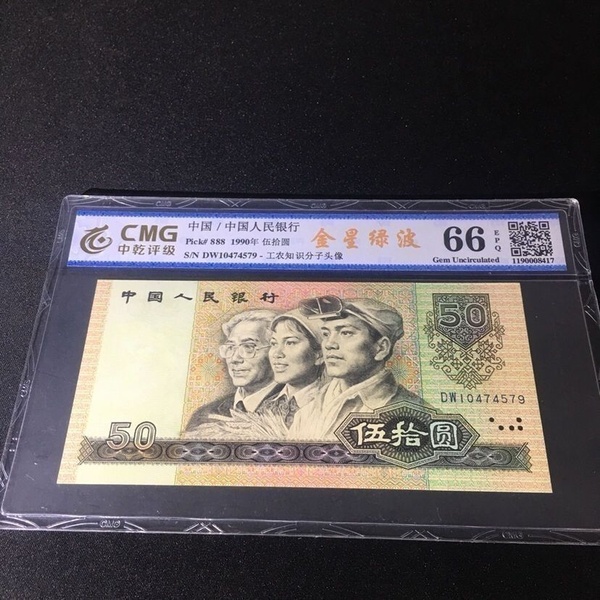 CMG
中乾评级
中国 / 中国人民银行
Pick# 888 1990年 伍拾圆
S/N DW10474579 - 工农知识分子头像
金星绿波
66
EPQ
Gem Uncirculated
1190008417
中国人民银行
50
DW10474579
50
伍拾圆
CMG
CMG